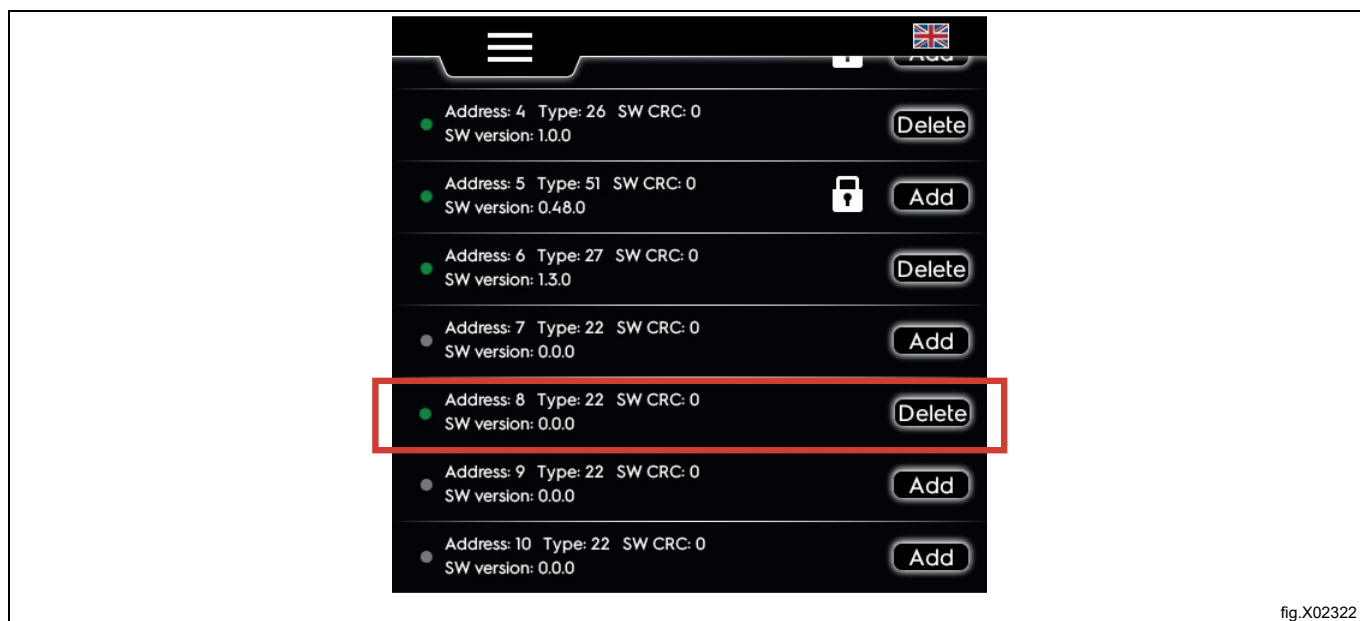 Add
Address: 4 Type: 26 SW CRC: 0
SW version: 1.0.0
Delete
Address: 5 Type: 51 SW CRC: 0
SW version: 0.48.0
Add
Address: 6 Type: 27 SW CRC: 0
SW version: 1.3.0
Delete
Address: 7 Type: 22 SW CRC: 0
SW version: 0.0.0
Add
Address: 8 Type: 22 SW CRC: 0
SW version: 0.0.0
Delete
Address: 9 Type: 22 SW CRC: 0
SW version: 0.0.0
Add
Address: 10 Type: 22 SW CRC: 0
SW version: 0.0.0
Add
fig.X02322